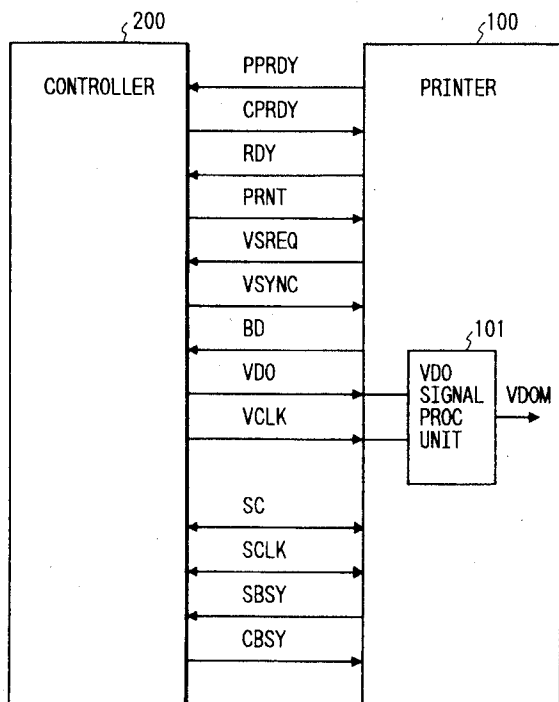 200
100
CONTROLLER
PRINTER
PPRDY
CPRDY
RDY
PRNT
VSREQ
VSYNC
BD
VDO
VCLK
101
VDO
SIGNAL
PROC
UNIT
VDOM
SC
SCLK
SBSY
CBSY